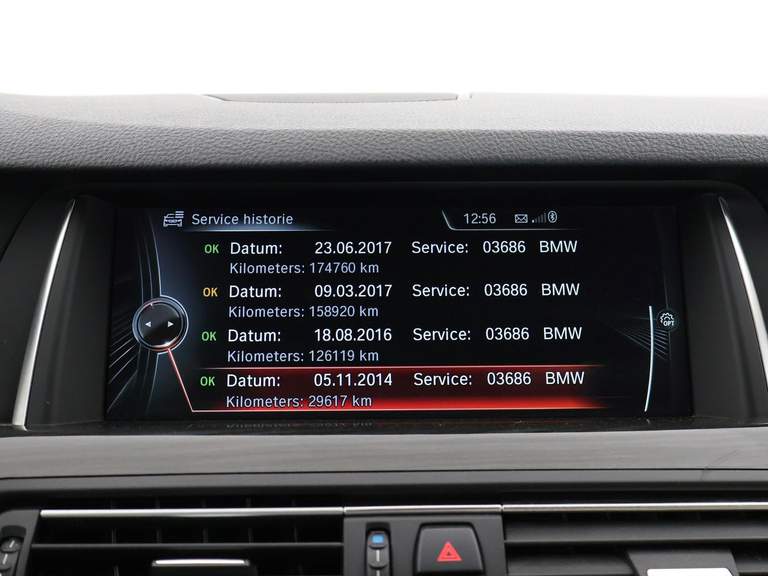 Service historie 12:56
OK Datum: 23.06.2017 Service: 03686 BMW
Kilometers: 174760 km
OK Datum: 09.03.2017 Service: 03686 BMW
Kilometers: 158920 km
OPT
OK Datum: 18.08.2016 Service: 03686 BMW
Kilometers: 126119 km
OK Datum: 05.11.2014 Service: 03686 BMW
Kilometers: 29617 km